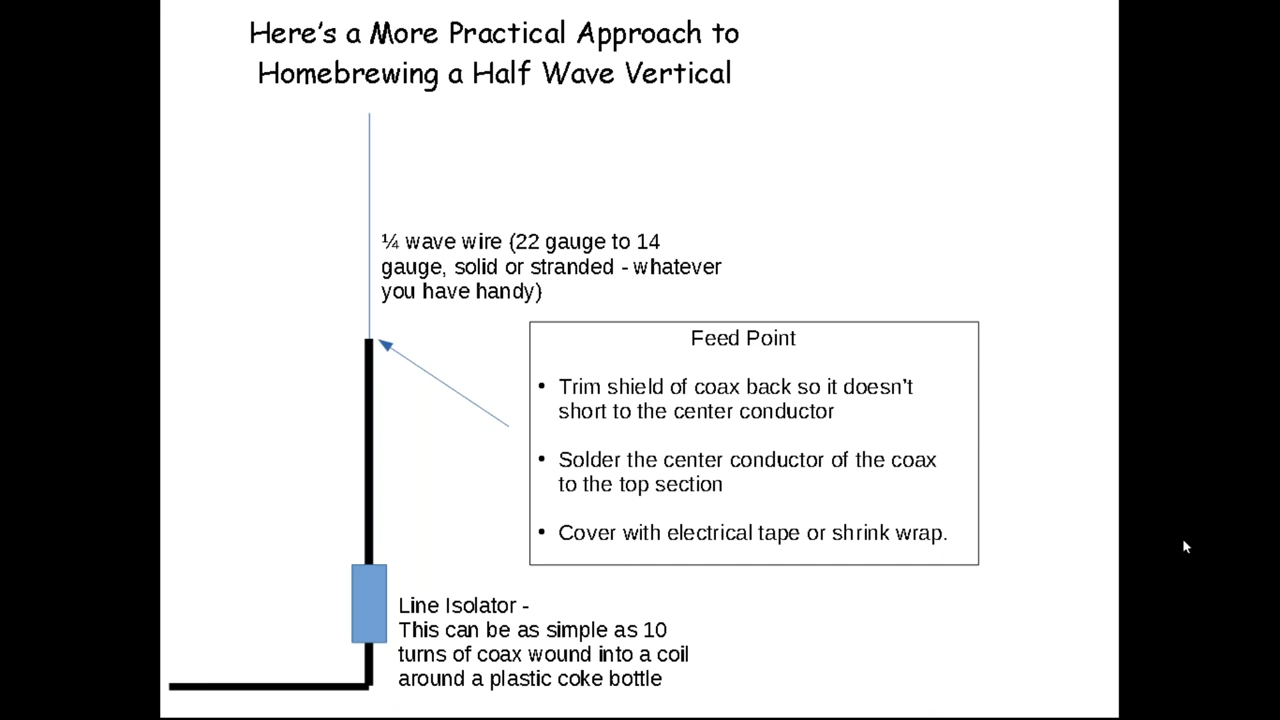 Here's a More Practical Approach to
Homebrewing a Half Wave Vertical
¼ wave wire (22 gauge to 14
gauge, solid or stranded - whatever
you have handy)
Feed Point
• Trim shield of coax back so it doesn't
short to the center conductor
• Solder the center conductor of the coax
to the top section
• Cover with electrical tape or shrink wrap.
Line Isolator -
This can be as simple as 10
turns of coax wound into a coil
around a plastic coke bottle